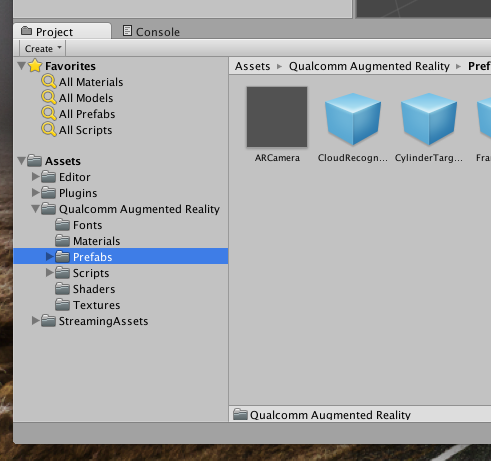 Project
Console
Create
Favorites
All Materials
All Models
All Prefabs
All Scripts
Assets
Editor
Plugins
Qualcomm Augmented Reality
Fonts
Materials
Prefabs
Scripts
Shaders
Textures
StreamingAssets
Assets ▸ Qualcomm Augmented Reality ▸ Pref
ARCamera
CloudRecogn...
CylinderTarg...
Fra
Qualcomm Augmented Reality